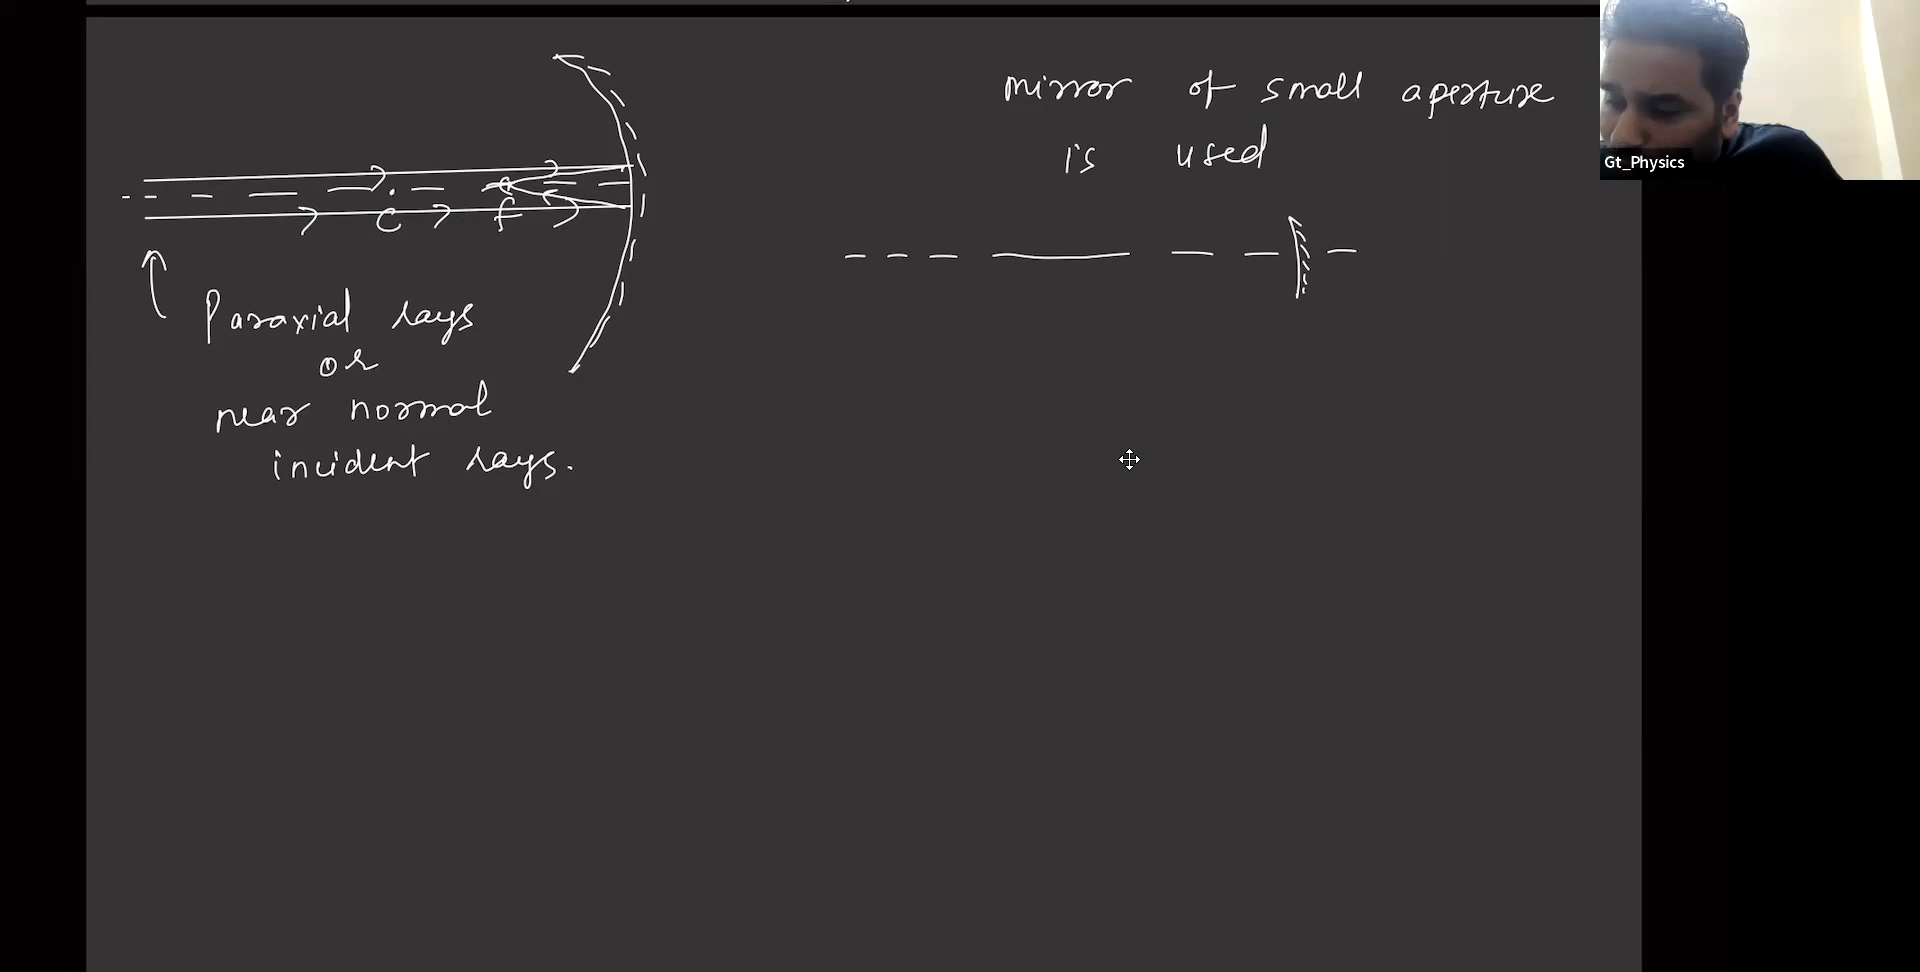 mirror of small aperture
is used
Gt_Physics
C
f
Paraxial rays
or
near normal
incident rays.